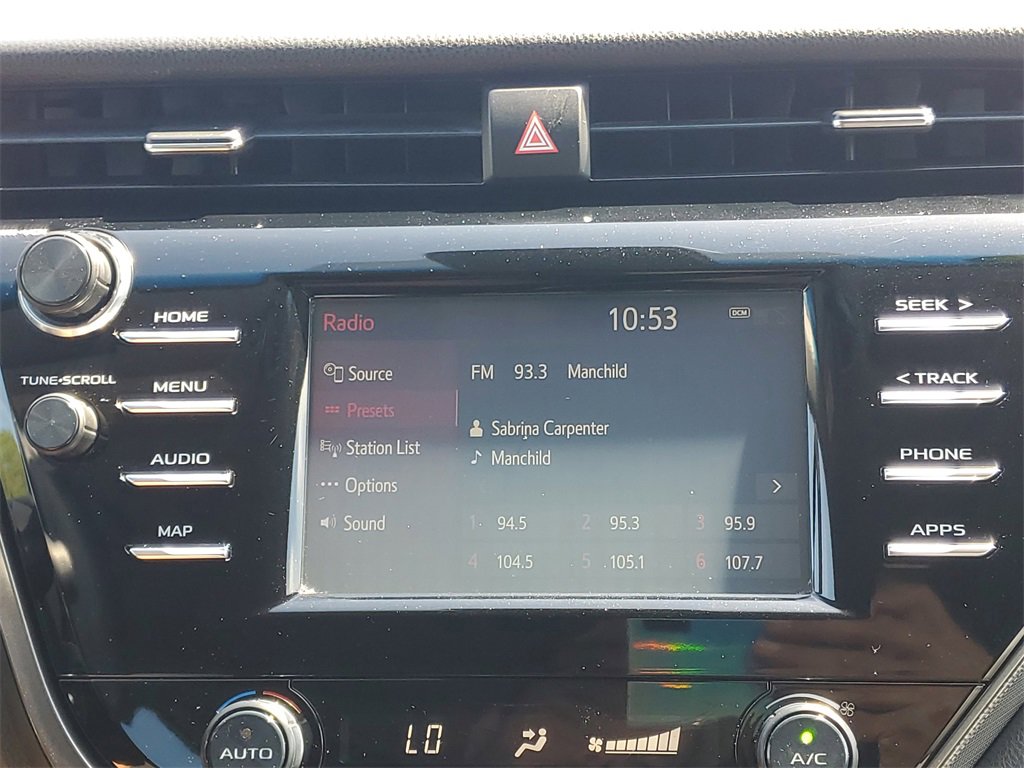 Radio 10:53 DCM
Source FM 93.3 Manchild
Presets
Sabrina Carpenter
Station List
Manchild
Options >
Sound 1 94.5 2 95.3 3 95.9
4 104.5 5 105.1 6 107.7
HOME
TUNE•SCROLL
MENU
AUDIO
MAP
SEEK >
< TRACK
PHONE
APPS
AUTO LO A/C